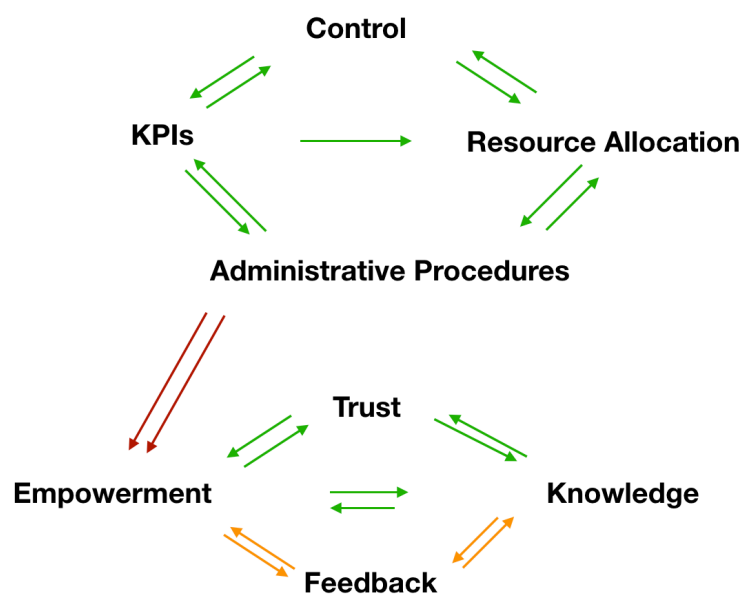 Control
KPIs
Resource Allocation
Administrative Procedures
Trust
Empowerment
Knowledge
Feedback